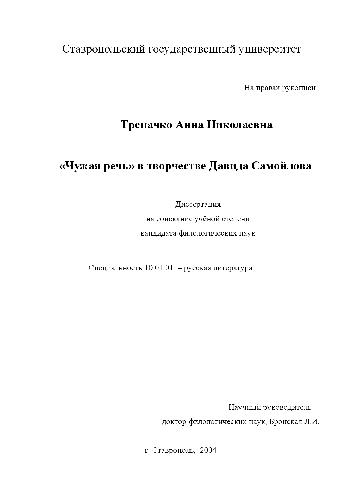 Ставропольский государственный университет
На правах рукописи
Трепачко Анна Николаевна
«Чужая речь» в творчестве Давида Самойлова
Диссертация
на соискание учёной степени
кандидата филологических наук
Специальность 10.01.01 – русская литература
Научный руководитель
доктор филологических наук, Бронская Л.И.
г. Ставрополь, 2004